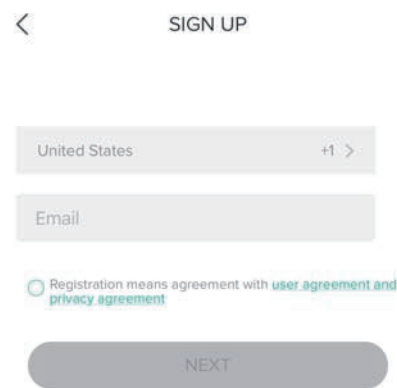 SIGN UP
United States +1 >
Email
Registration means agreement with user agreement and
privacy agreement
NEXT